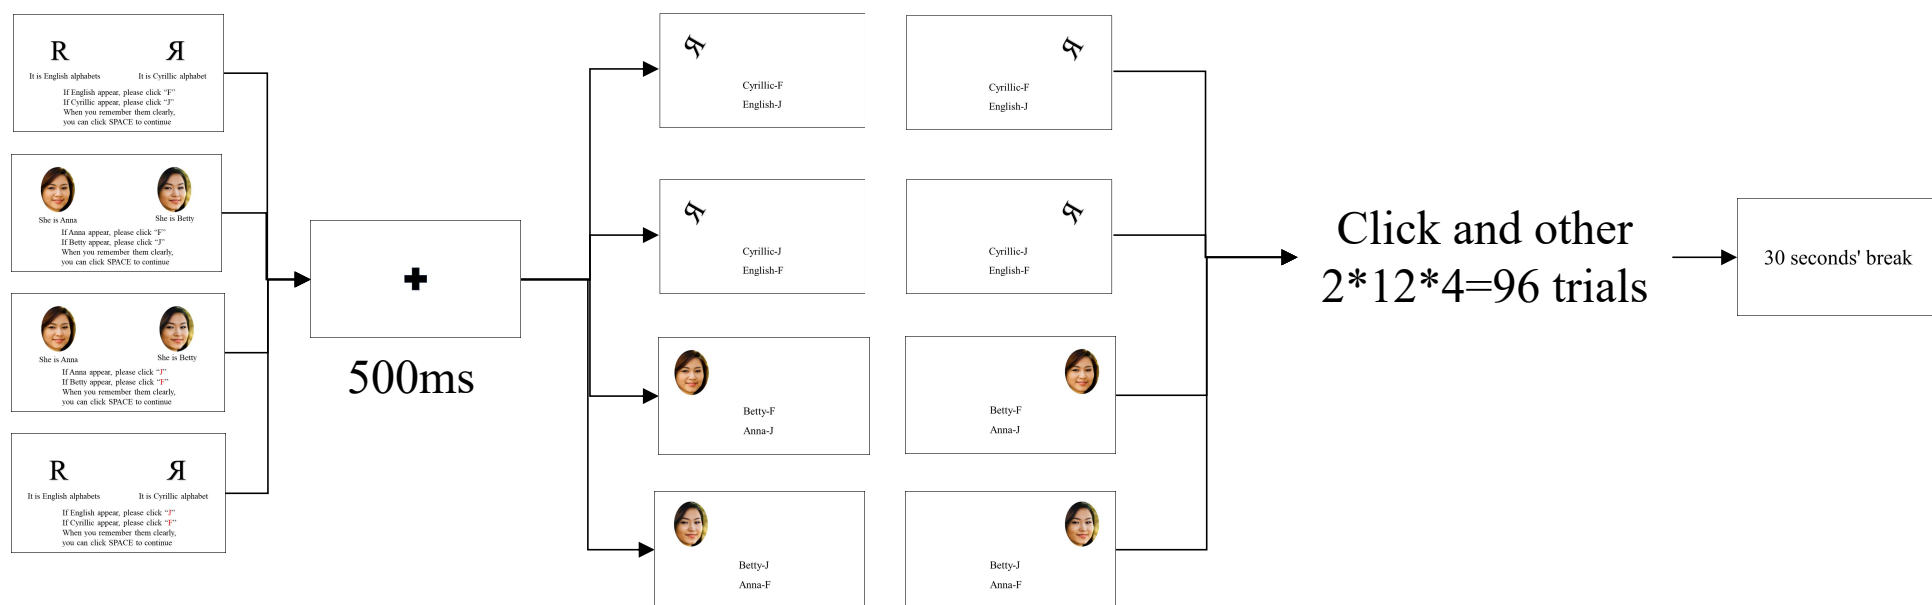 R Я
It is English alphabets It is Cyrillic alphabet
If English appear, please click “F”
If Cyrillic appear, please click “J”
When you remember them clearly,
you can click SPACE to continue
She is Anna She is Betty
If Anna appear, please click “F”
If Betty appear, please click “J”
When you remember them clearly,
you can click SPACE to continue
She is Anna She is Betty
If Anna appear, please click “J”
If Betty appear, please click “F”
When you remember them clearly,
you can click SPACE to continue
R Я
It is English alphabets It is Cyrillic alphabet
If English appear, please click “J”
If Cyrillic appear, please click “F”
When you remember them clearly,
you can click SPACE to continue
500ms
Я
Cyrillic-F
English-J
Я
Cyrillic-F
English-J
Я
Cyrillic-J
English-F
Я
Cyrillic-J
English-F
Betty-F
Anna-J
Betty-F
Anna-J
Betty-J
Anna-F
Betty-J
Anna-F
Click and other
2*12*4=96 trials
30 seconds' break